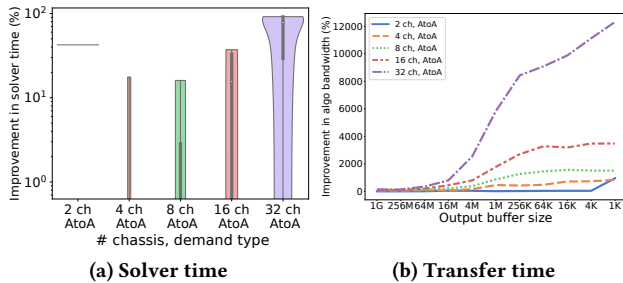 Improvement in solver time (%)
10²
10¹
10⁰
2 ch 4 ch 8 ch 16 ch 32 ch
AtoA AtoA AtoA AtoA AtoA
# chassis, demand type
(a) Solver time
Improvement in algo bandwidth (%)
12000
10000
8000
6000
4000
2000
0
2 ch, AtoA
4 ch, AtoA
8 ch, AtoA
16 ch, AtoA
32 ch, AtoA
1G 256M 64M 16M 4M 1M 256K 64K 16K 4K 1K
Output buffer size
(b) Transfer time